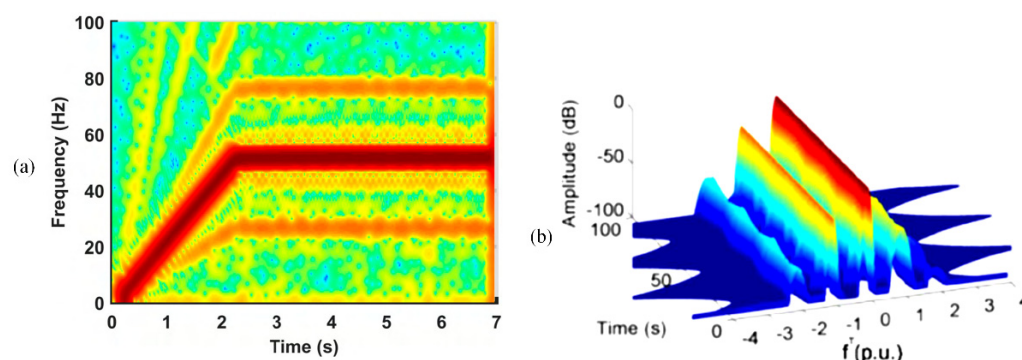 (a)
Frequency (Hz)
100
80
60
40
20
0
0 1 2 3 4 5 6 7
Time (s)
(b)
Amplitude (dB)
0
-50
-100
100
50
0
Time (s)
-4 -3 -2 -1 0 1 2 3 4
f^T(p.u.)